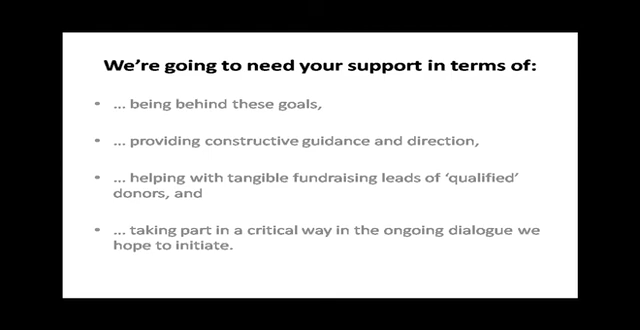 We're going to need your support in terms of:
• ... being behind these goals,
• ... providing constructive guidance and direction,
• ... helping with tangible fundraising leads of 'qualified'
donors, and
• ... taking part in a critical way in the ongoing dialogue we
hope to initiate.